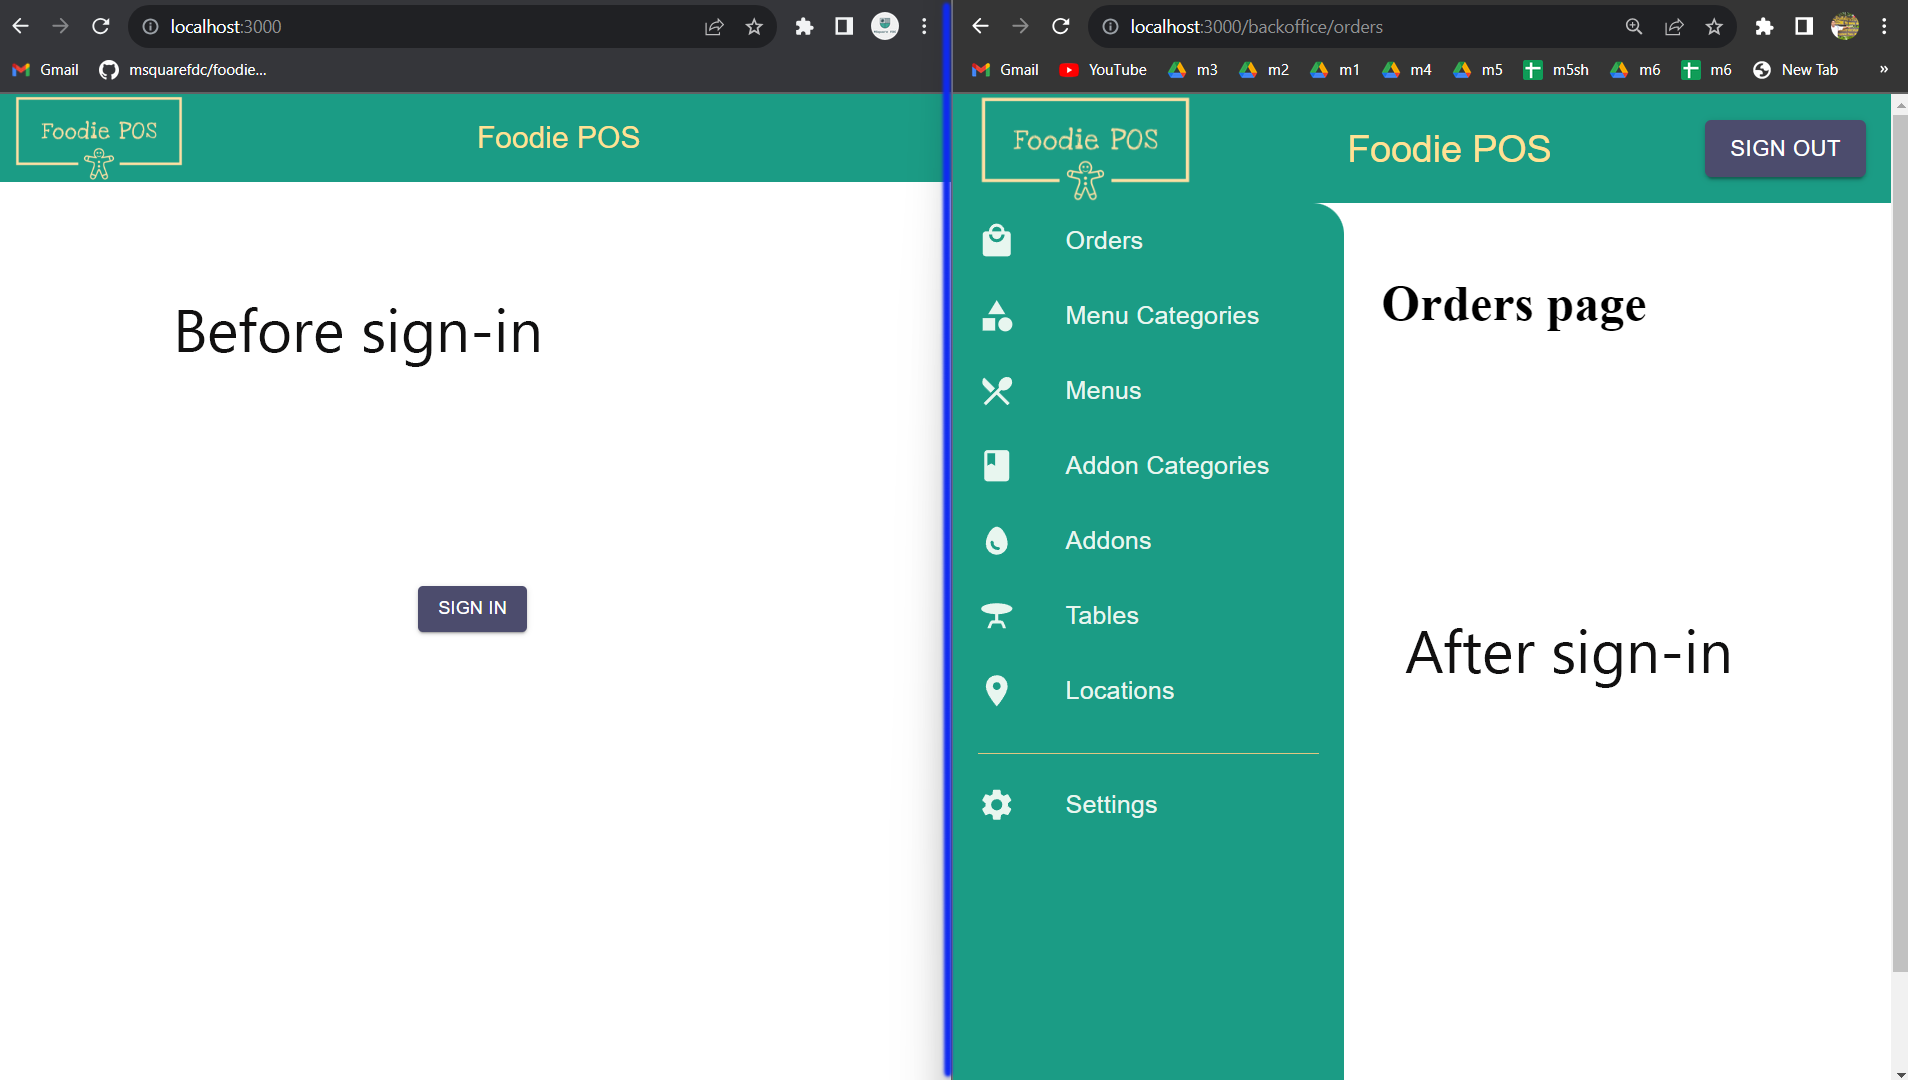 localhost:3000
Gmail
msquarefdc/foodie...
Foodie POS
Foodie POS
Before sign-in
SIGN IN
localhost:3000/backoffice/orders
Gmail YouTube m3 m2 m1 m4 m5 m5sh m6 m6 New Tab »
Foodie POS
Foodie POS
SIGN OUT
Orders
Menu Categories
Menus
Addon Categories
Addons
Tables
Locations
Settings
Orders page
After sign-in